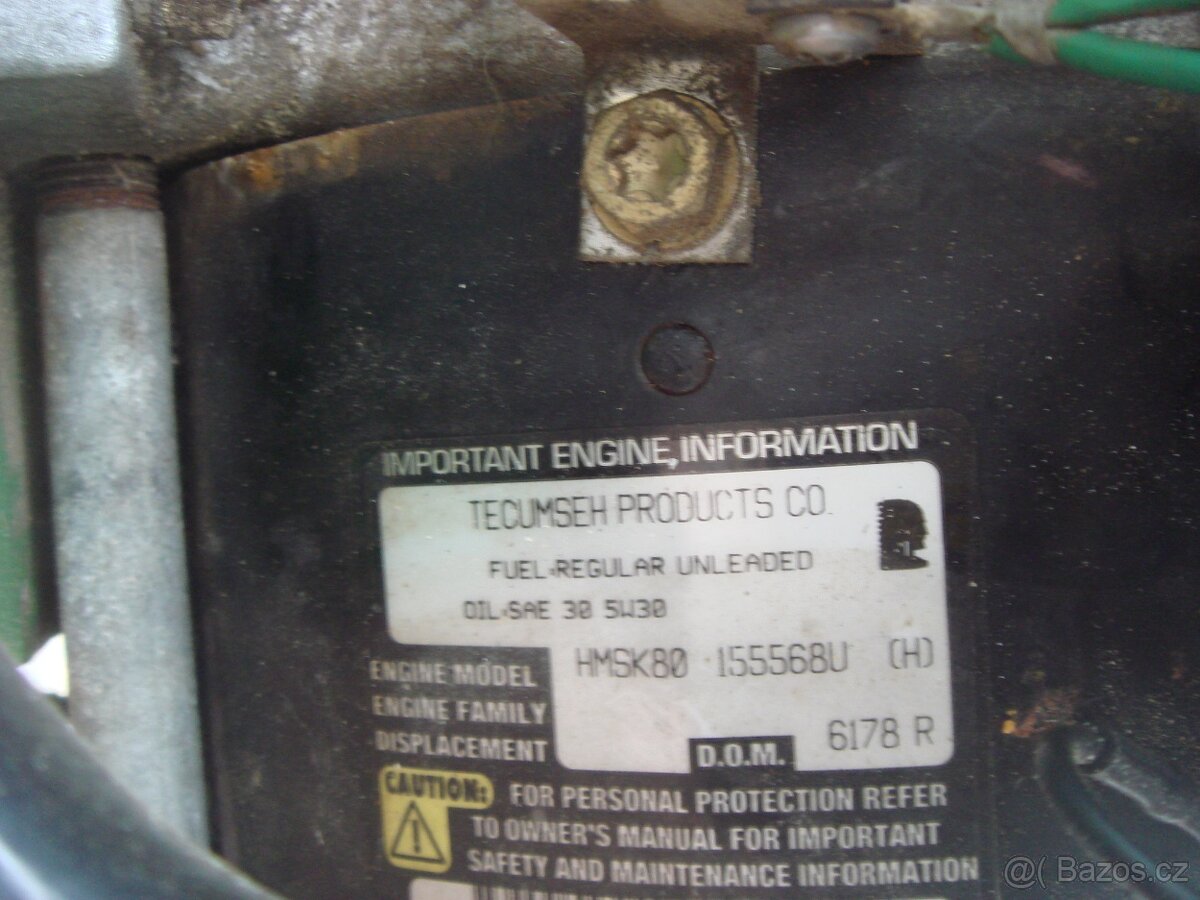 IMPORTANT ENGINE INFORMATION
TECUMSEH PRODUCTS CO.
FUEL:REGULAR UNLEADED
OIL:SAE 30 5W30
ENGINE MODEL HMSK80 155568U (H)
ENGINE FAMILY
DISPLACEMENT D.O.M. 6178 R
CAUTION: FOR PERSONAL PROTECTION REFER
TO OWNER'S MANUAL FOR IMPORTANT
SAFETY AND MAINTENANCE INFORMATION
@( Bazos.cz